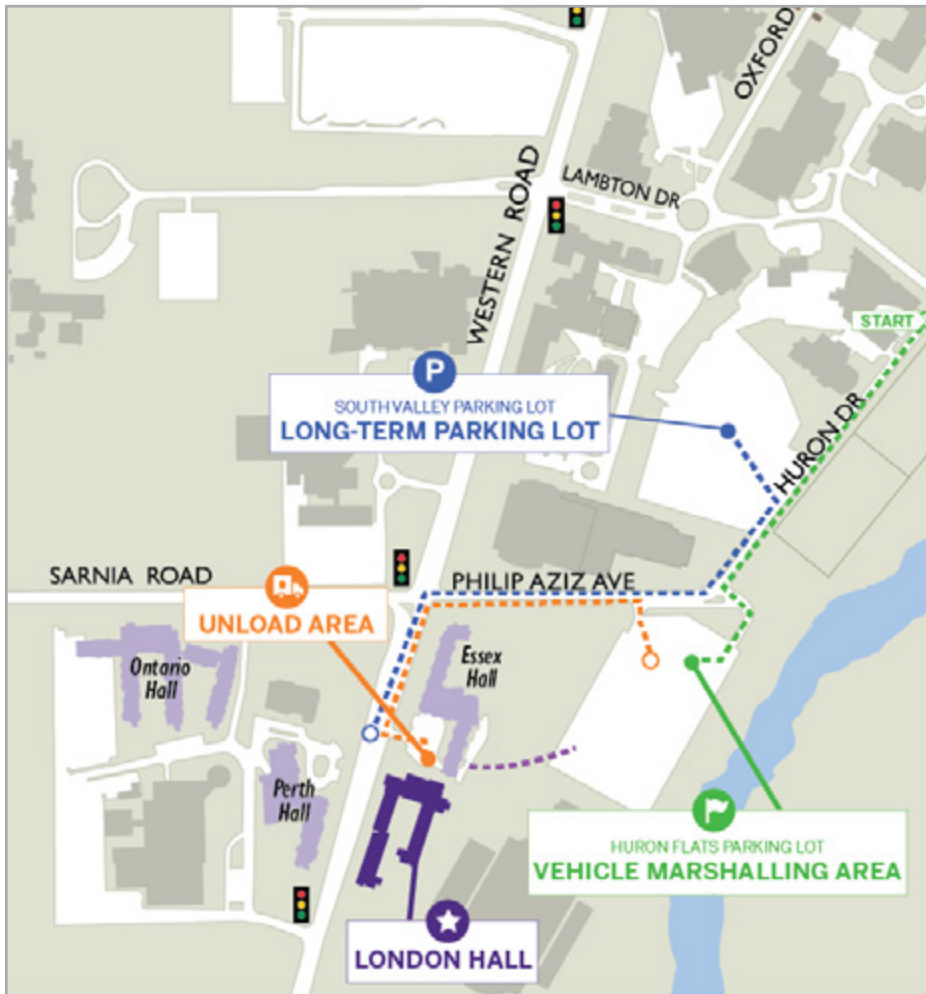 OXFORD
LAMBTON DR
WESTERN ROAD
START
P
SOUTH VALLEY PARKING LOT
LONG-TERM PARKING LOT
HURON DR
SARNIA ROAD
PHILIP AZIZ AVE
UNLOAD AREA
Ontario
Hall
Essex
Hall
Perth
Hall
HURON FLATS PARKING LOT
VEHICLE MARSHALLING AREA
LONDON HALL